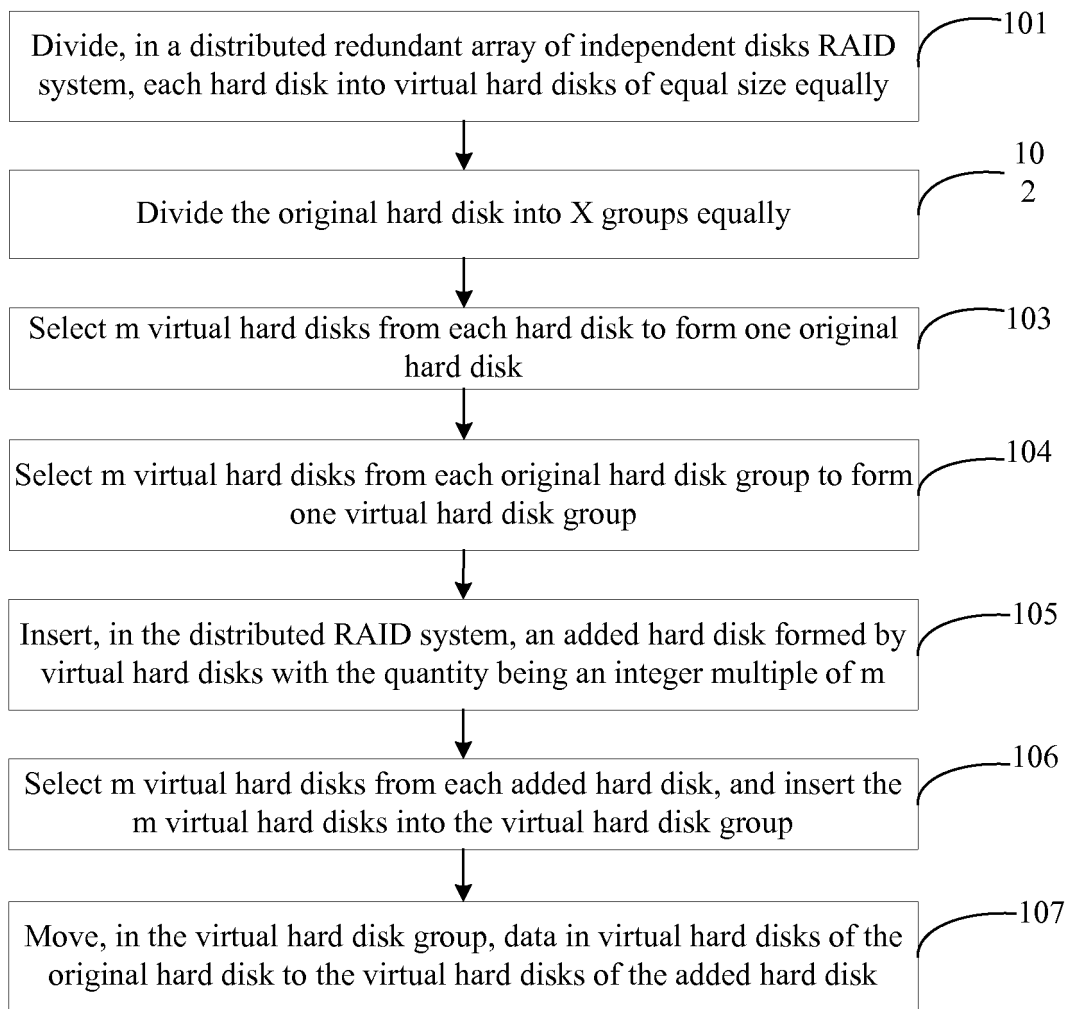 Divide, in a distributed redundant array of independent disks RAID
system, each hard disk into virtual hard disks of equal size equally
101
Divide the original hard disk into X groups equally
10
2
Select m virtual hard disks from each hard disk to form one original
hard disk
103
Select m virtual hard disks from each original hard disk group to form
one virtual hard disk group
104
Insert, in the distributed RAID system, an added hard disk formed by
virtual hard disks with the quantity being an integer multiple of m
105
Select m virtual hard disks from each added hard disk, and insert the
m virtual hard disks into the virtual hard disk group
106
Move, in the virtual hard disk group, data in virtual hard disks of the
original hard disk to the virtual hard disks of the added hard disk
107